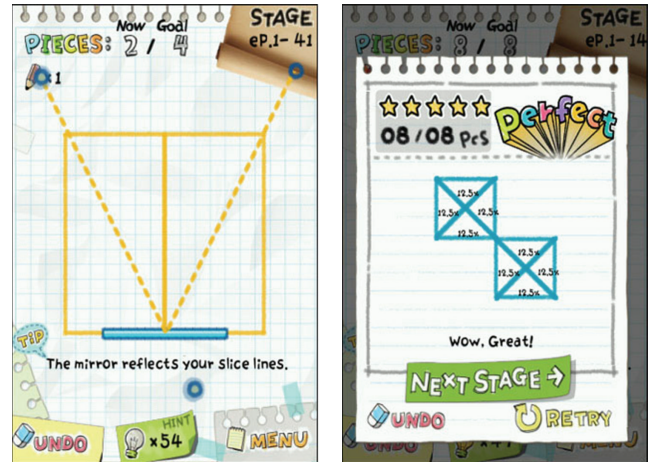 Now Goal
STAGE
PIECES: 2 / 4
eP.1-41
x1
TiP
The mirror reflects your slice lines.
UNDO
HINT
x54
MENU
Now Goal
STAGE
PIECES: 8 / 8
eP.1-14
Perfect
08/08 Pcs
12.5%
12.5% 12.5%
12.5%
12.5%
12.5% 12.5%
12.5%
Wow, Great!
NEXT STAGE
UNDO
RETRY